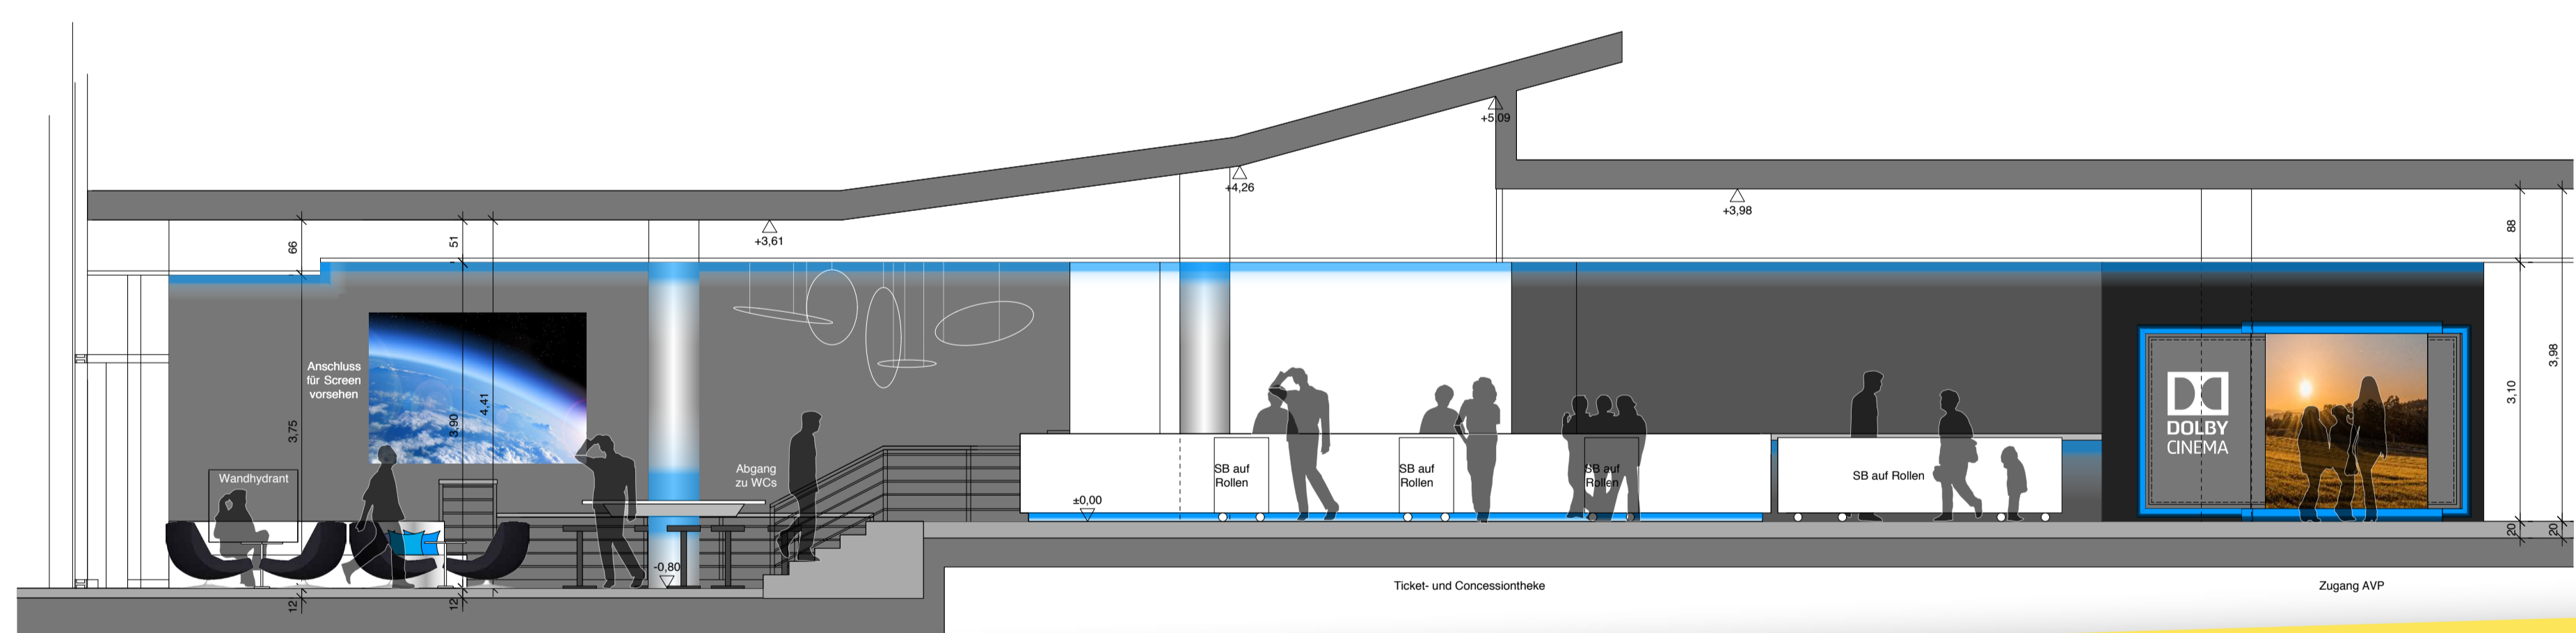 +5,09
+4,26
+3,98
+3,61
66
51
88
Anschluss
für Screen
vorsehen
3,75
3,90
4,41
3,10
3,98
Wandhydrant
Abgang
zu WCs
±0,00
-0,80
SB auf
Rollen
SB auf
Rollen
SB auf
Rollen
SB auf Rollen
DOLBY
CINEMA
20
20
12
12
Ticket- und Concessiontheke
Zugang AVP